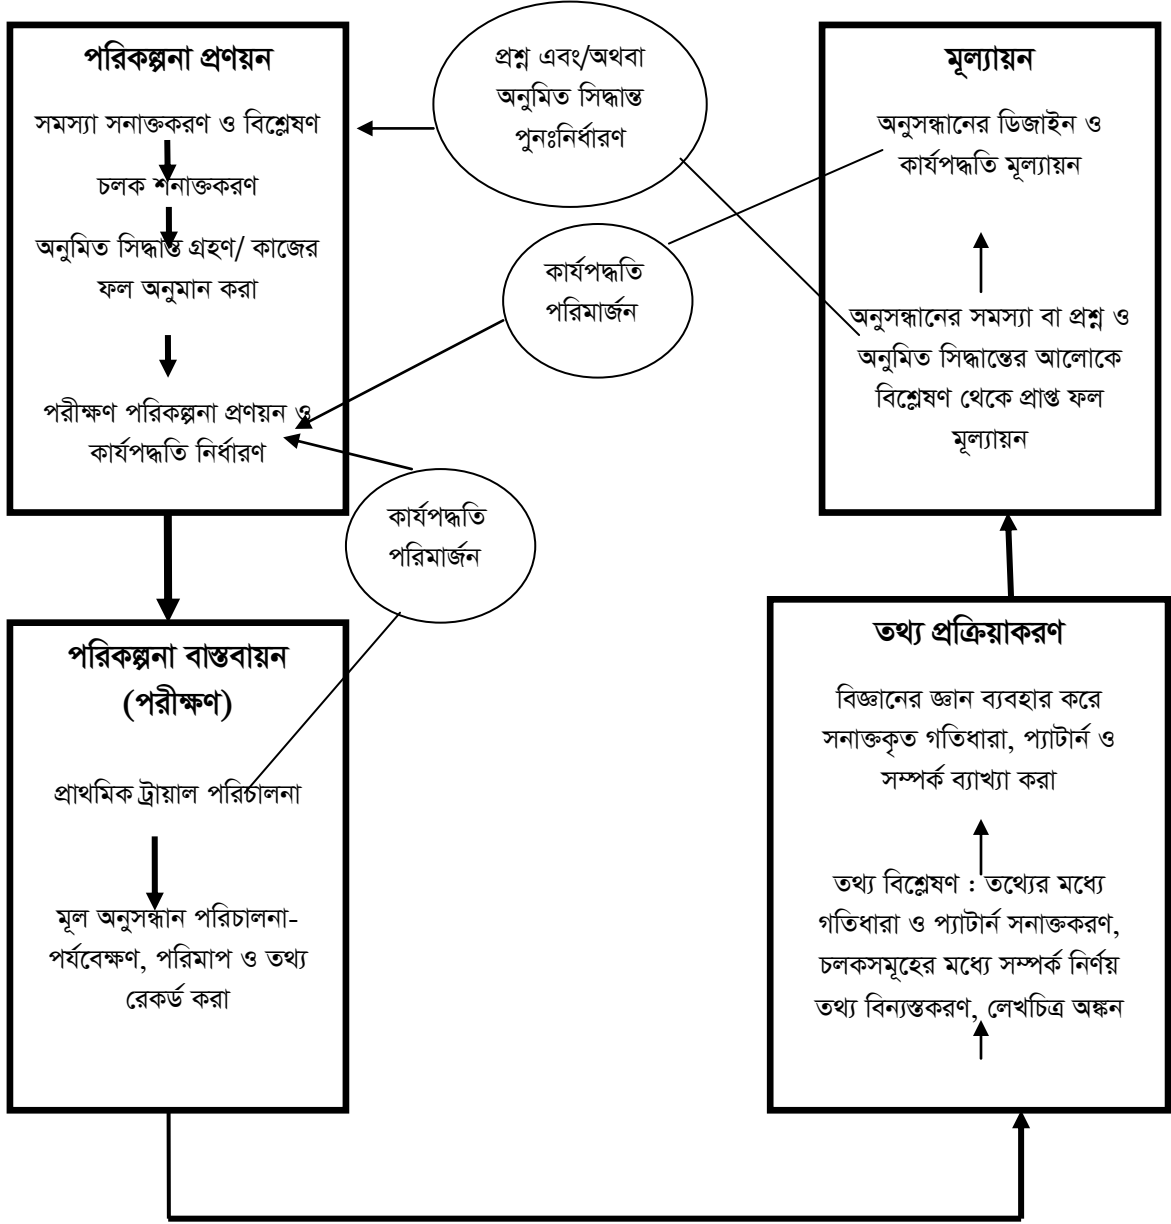 পরিকল্পনা প্রণয়ন
সমস্যা সনাক্তকরণ ও বিশ্লেষণ
চলক শনাক্তকরণ
অনুমিত সিদ্ধান্ত গ্রহণ/ কাজের
ফল অনুমান করা
পরীক্ষণ পরিকল্পনা প্রণয়ন ও
কার্যপদ্ধতি নির্ধারণ
প্রশ্ন এবং/অথবা
অনুমিত সিদ্ধান্ত
পুনঃনির্ধারণ
কার্যপদ্ধতি
পরিমার্জন
কার্যপদ্ধতি
পরিমার্জন
মূল্যায়ন
অনুসন্ধানের ডিজাইন ও
কার্যপদ্ধতি মূল্যায়ন
অনুসন্ধানের সমস্যা বা প্রশ্ন ও
অনুমিত সিদ্ধান্তের আলোকে
বিশ্লেষণ থেকে প্রাপ্ত ফল
মূল্যায়ন
পরিকল্পনা বাস্তবায়ন
(পরীক্ষণ)
প্রাথমিক ট্রায়াল পরিচালনা
মূল অনুসন্ধান পরিচালনা-
পর্যবেক্ষণ, পরিমাপ ও তথ্য
রেকর্ড করা
তথ্য প্রক্রিয়াকরণ
বিজ্ঞানের জ্ঞান ব্যবহার করে
সনাক্তকৃত গতিধারা, প্যাটার্ন ও
সম্পর্ক ব্যাখ্যা করা
তথ্য বিশ্লেষণ : তথ্যের মধ্যে
গতিধারা ও প্যাটার্ন সনাক্তকরণ,
চলকসমূহের মধ্যে সম্পর্ক নির্ণয়
তথ্য বিন্যস্তকরণ, লেখচিত্র অঙ্কন